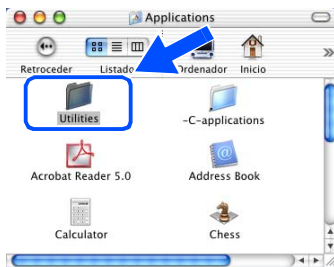 Applications
Retroceder Listado Ordenador Inicio
Utilities -C-applications
Acrobat Reader 5.0 Address Book
Calculator Chess